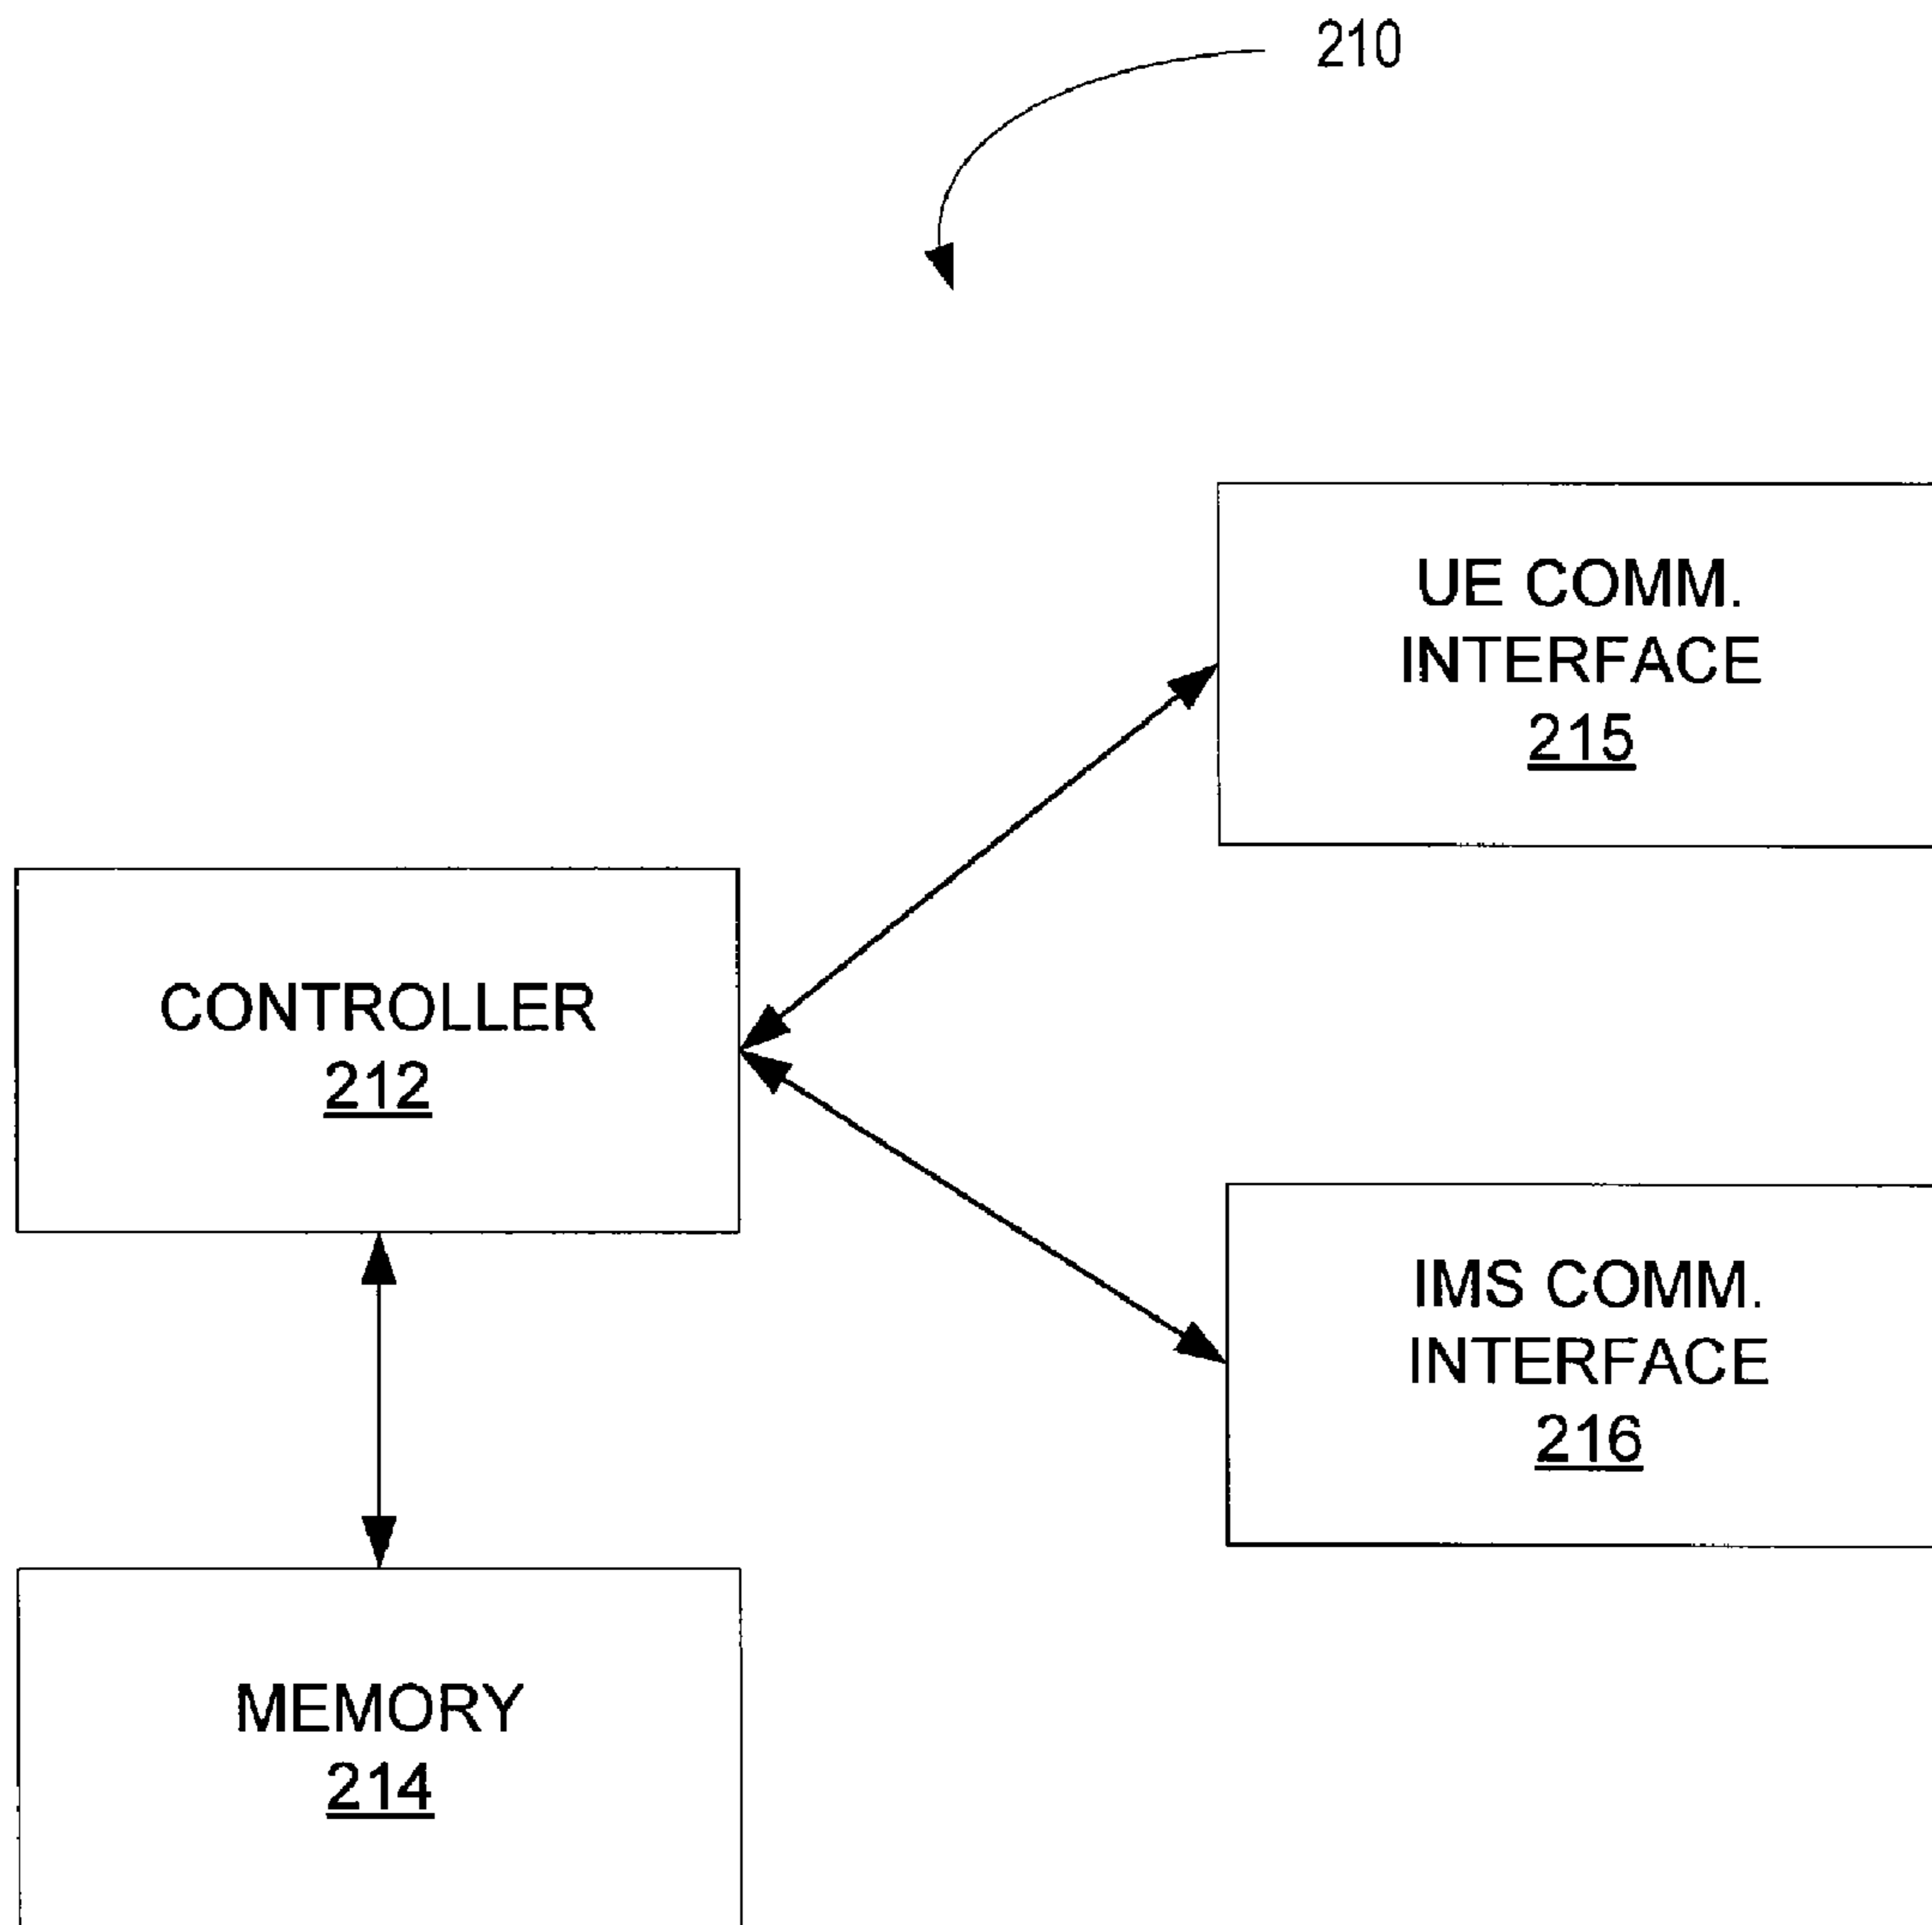 210
UE COMM.
INTERFACE
215
CONTROLLER
212
IMS COMM.
INTERFACE
216
MEMORY
214